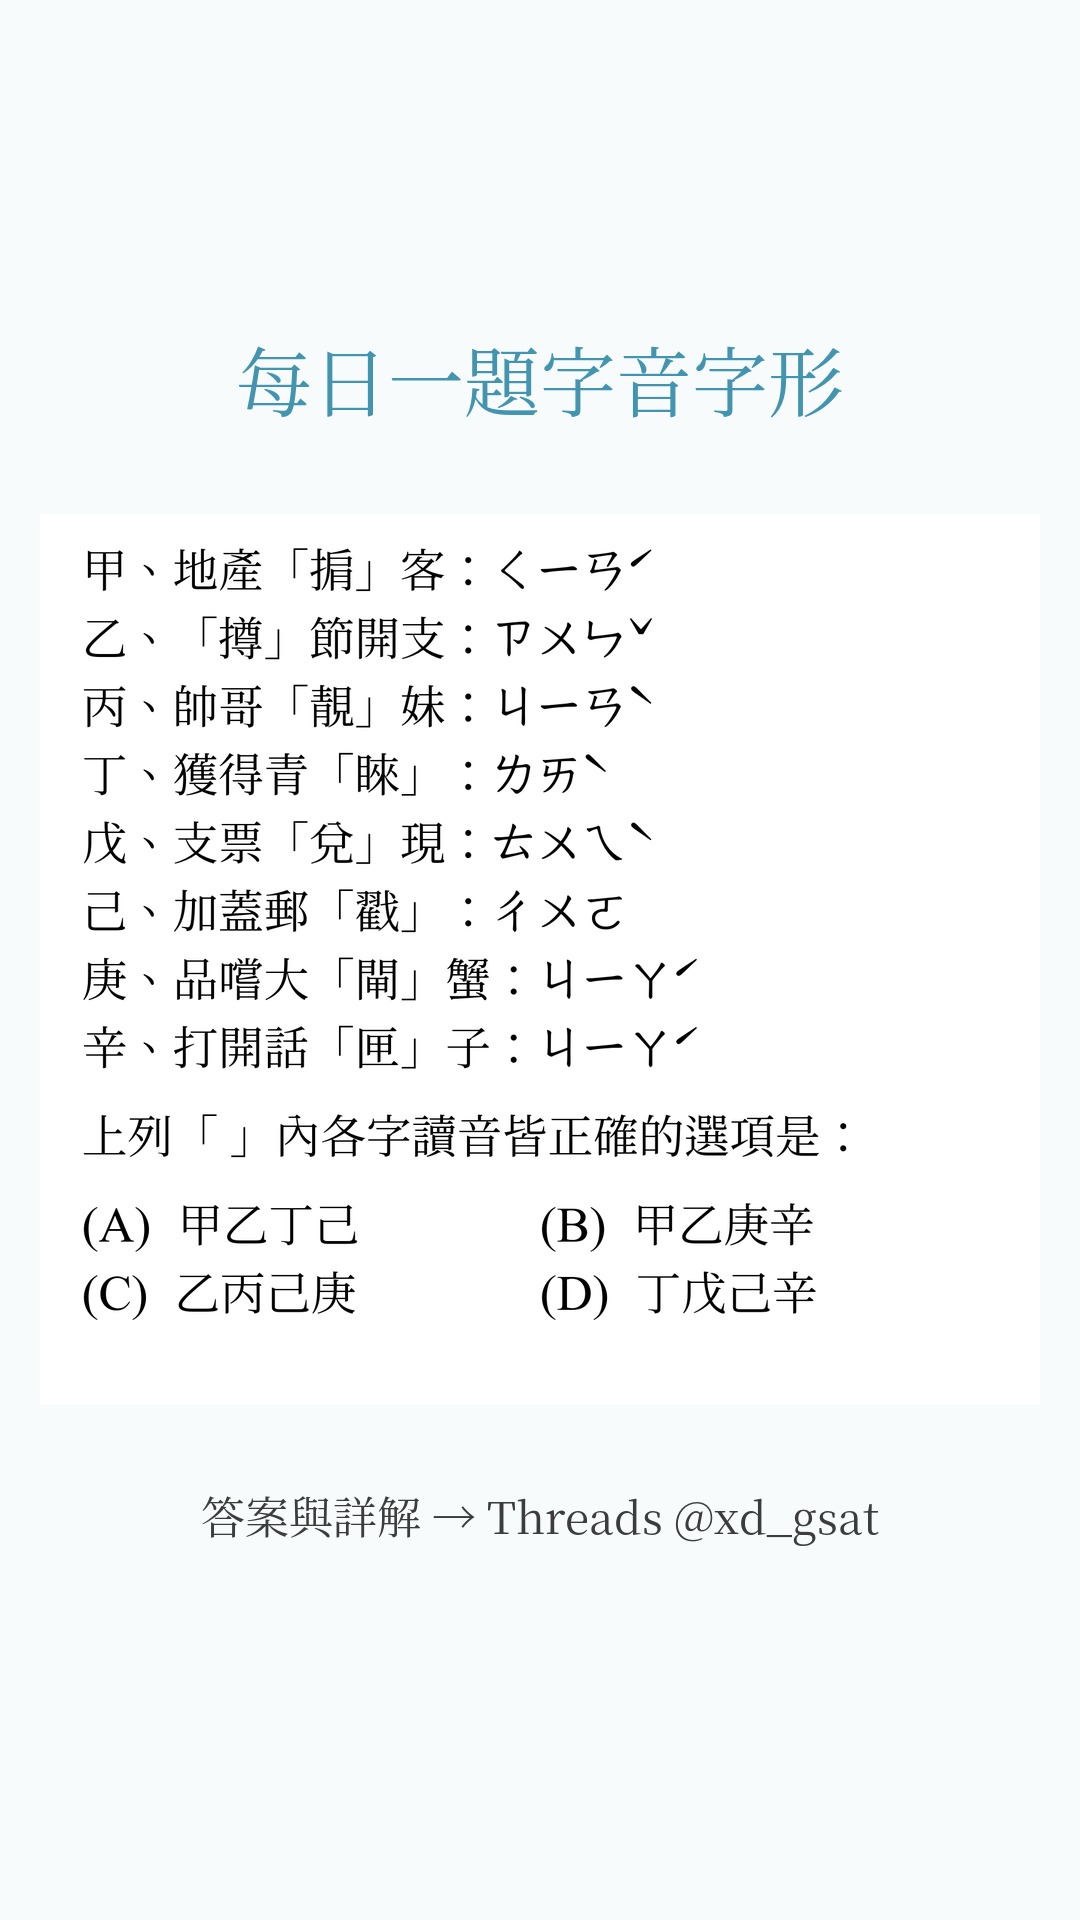 每日一題字音字形
甲、地產「掮」客：ㄑㄧㄢˊ
乙、「撙」節開支：ㄗㄨㄣˇ
丙、帥哥「靚」妹：ㄐㄧㄢˋ
丁、獲得青「睞」：ㄌㄞˋ
戊、支票「兌」現：ㄊㄨㄟˋ
己、加蓋郵「戳」：ㄔㄨㄛ
庚、品嚐大「閘」蟹：ㄐㄧㄚˊ
辛、打開話「匣」子：ㄐㄧㄚˊ
上列「 」內各字讀音皆正確的選項是：
(A) 甲乙丁己 (B) 甲乙庚辛
(C) 乙丙己庚 (D) 丁戊己辛
答案與詳解 → Threads @xd_gsat